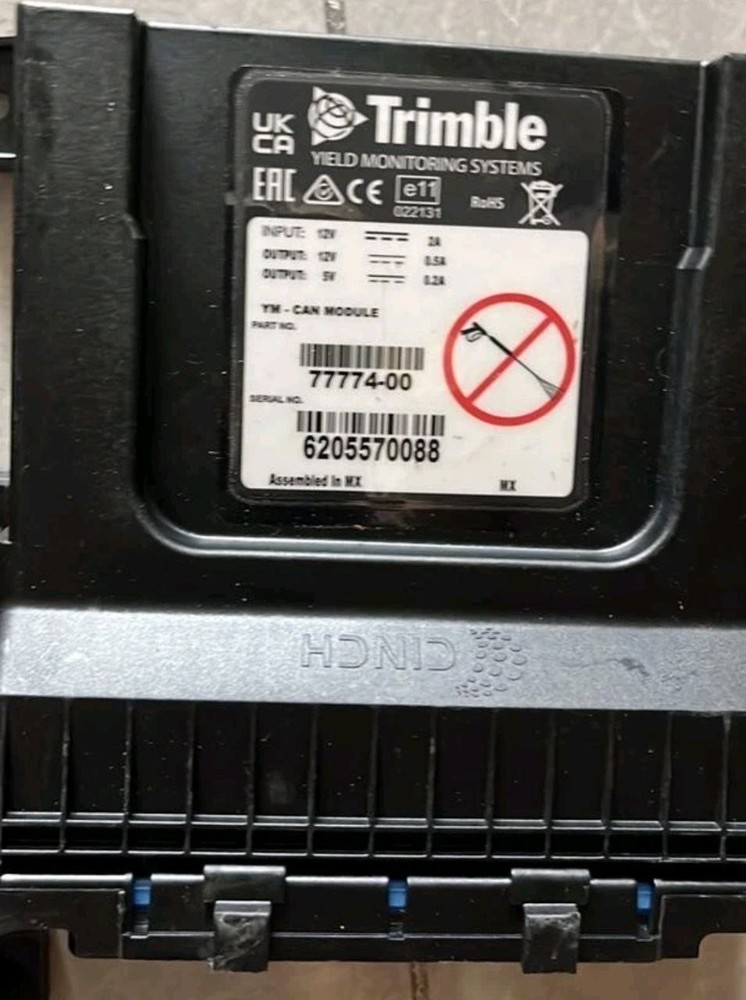 UK
CA
Trimble
YIELD MONITORING SYSTEMS
EAC CE e11 RoHS
022131
INPUT: 12V 2A
OUTPUT: 12V 0.5A
OUTPUT: 5V 0.2A
YM - CAN MODULE
PART NO.
77774-00
SERIAL NO.
6205570088
Assembled In MX MX
CINCH